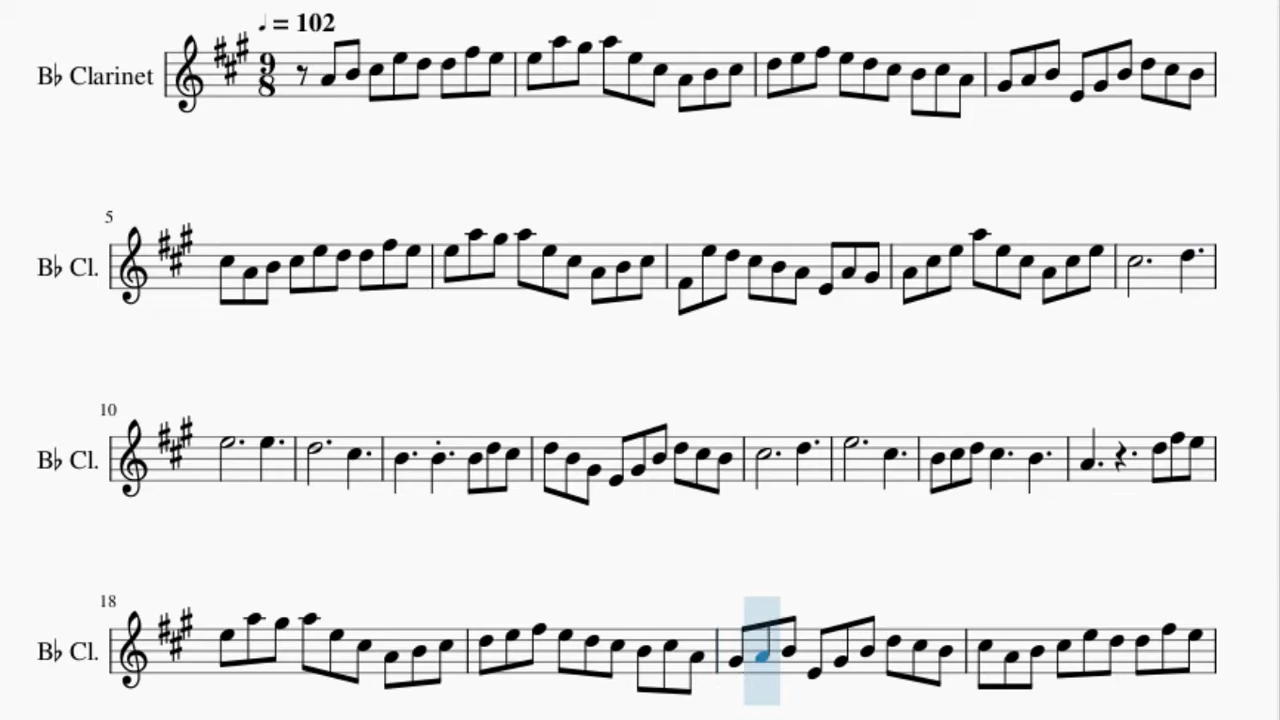 ♩ = 102
B♭ Clarinet
9
8
5
B♭ Cl.
10
B♭ Cl.
18
B♭ Cl.